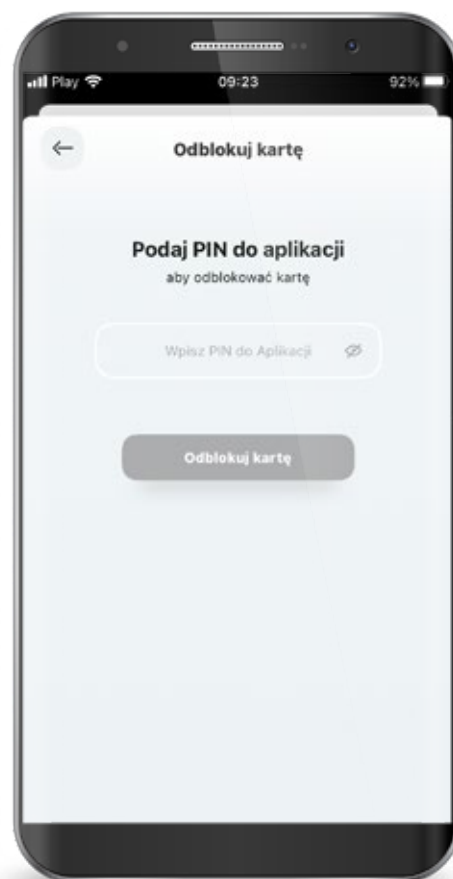 Play 09:23 92%
Odblokuj kartę
Podaj PIN do aplikacji
aby odblokować kartę
Wpisz PIN do Aplikacji
Odblokuj kartę